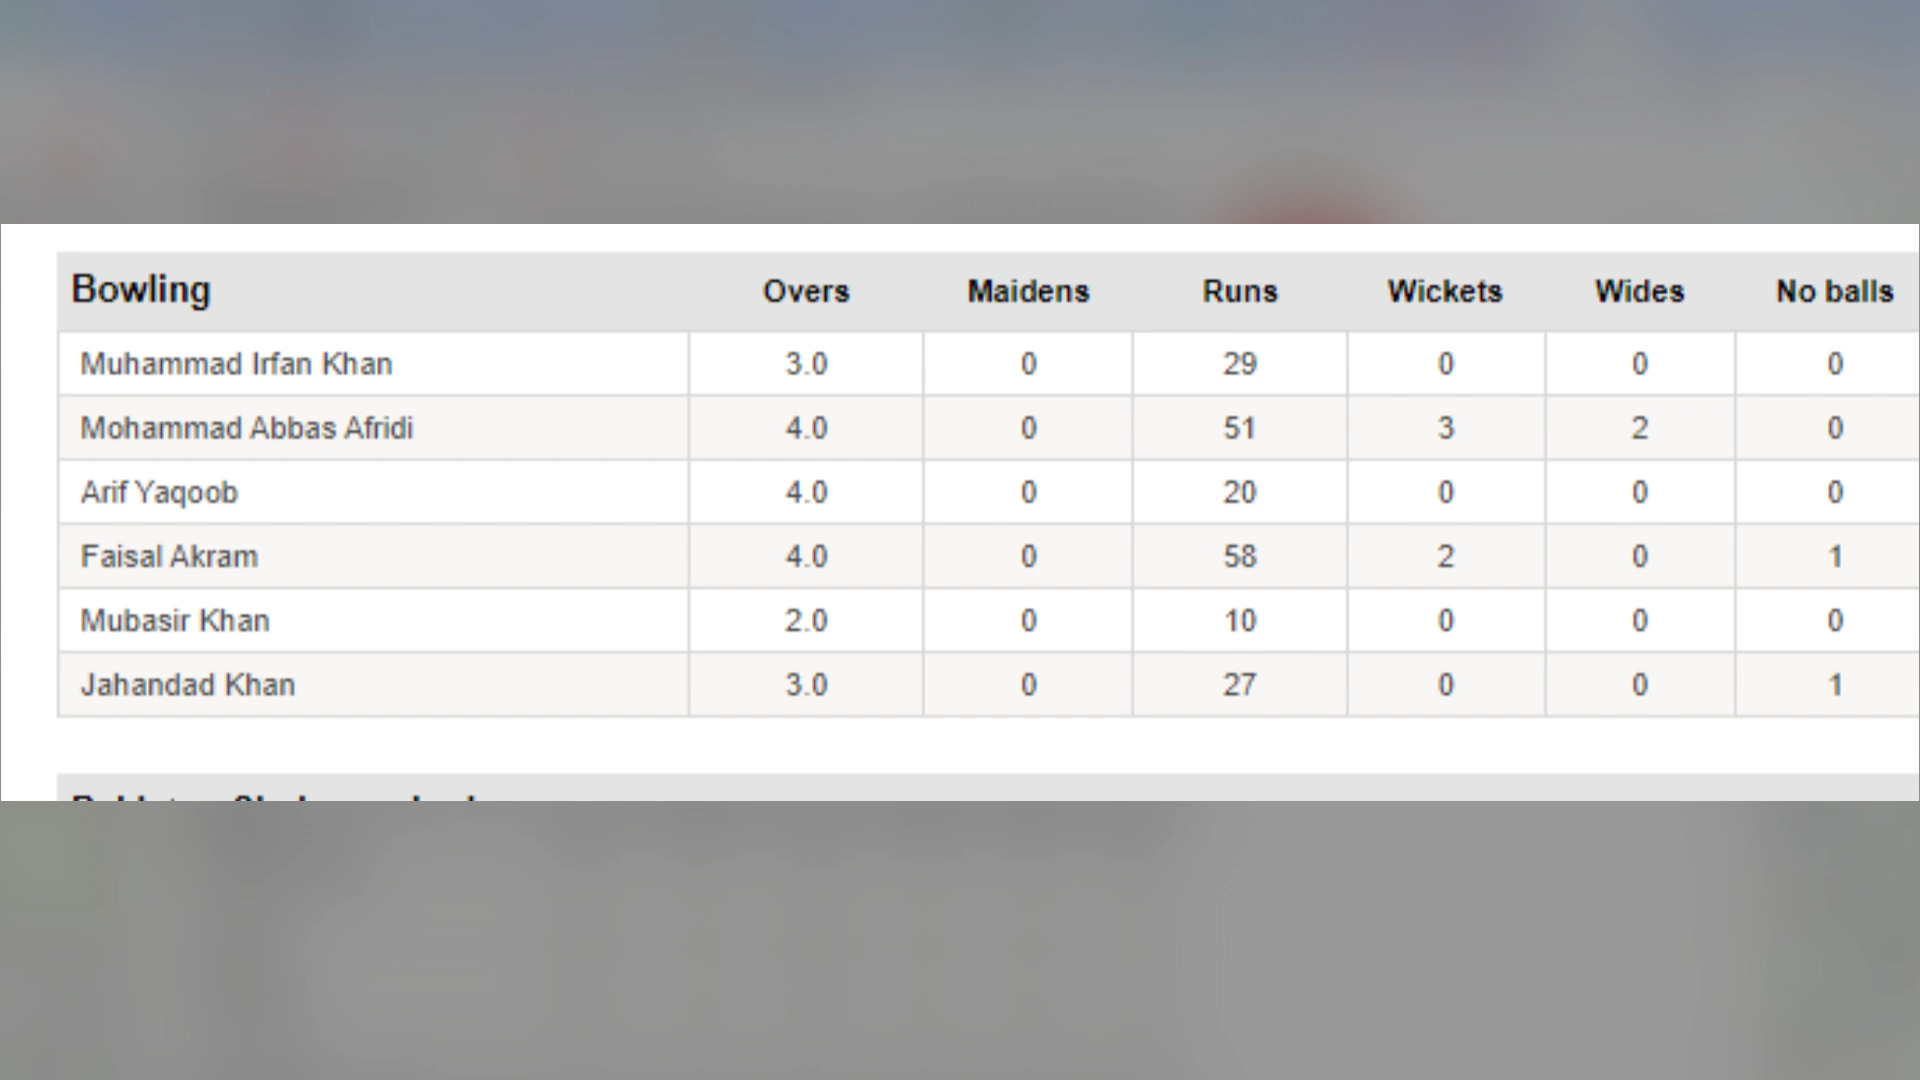 Bowling Overs Maidens Runs Wickets Wides No balls
Muhammad Irfan Khan 3.0 0 29 0 0 0
Mohammad Abbas Afridi 4.0 0 51 3 2 0
Arif Yaqoob 4.0 0 20 0 0 0
Faisal Akram 4.0 0 58 2 0 1
Mubasir Khan 2.0 0 10 0 0 0
Jahandad Khan 3.0 0 27 0 0 1